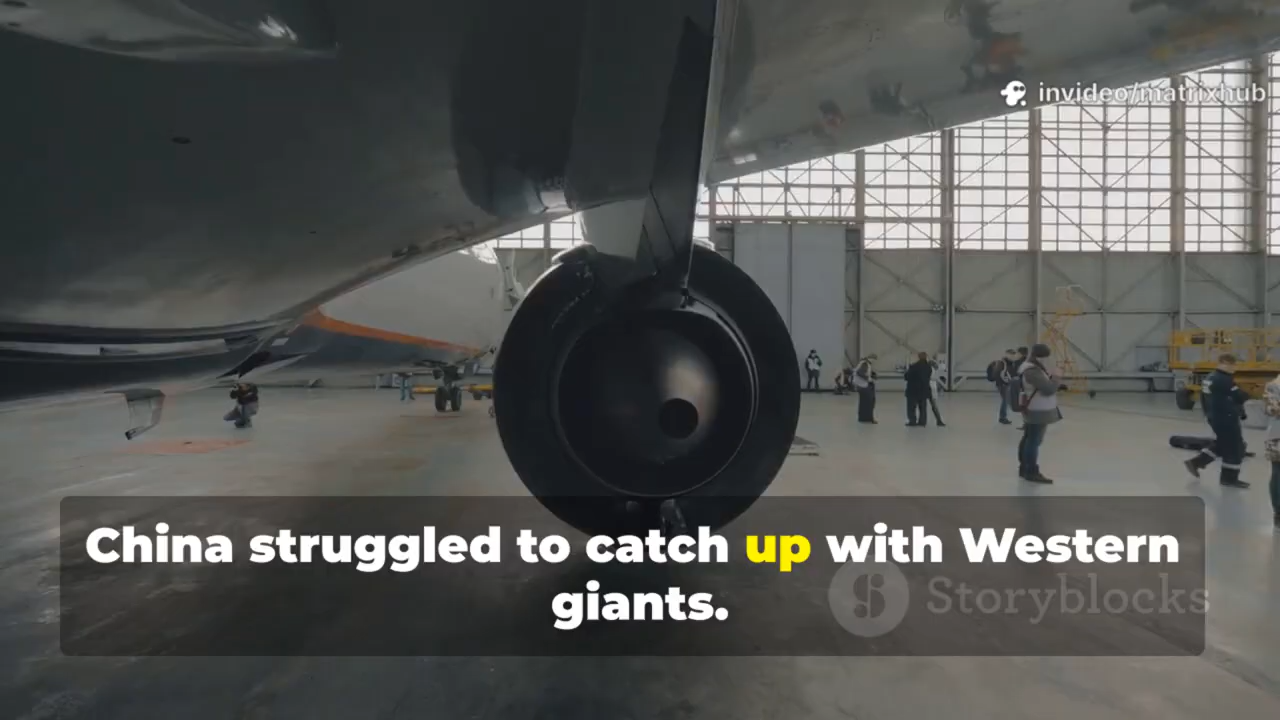 invideo/matrixhub
China struggled to catch up with Western
giants.
Storyblocks